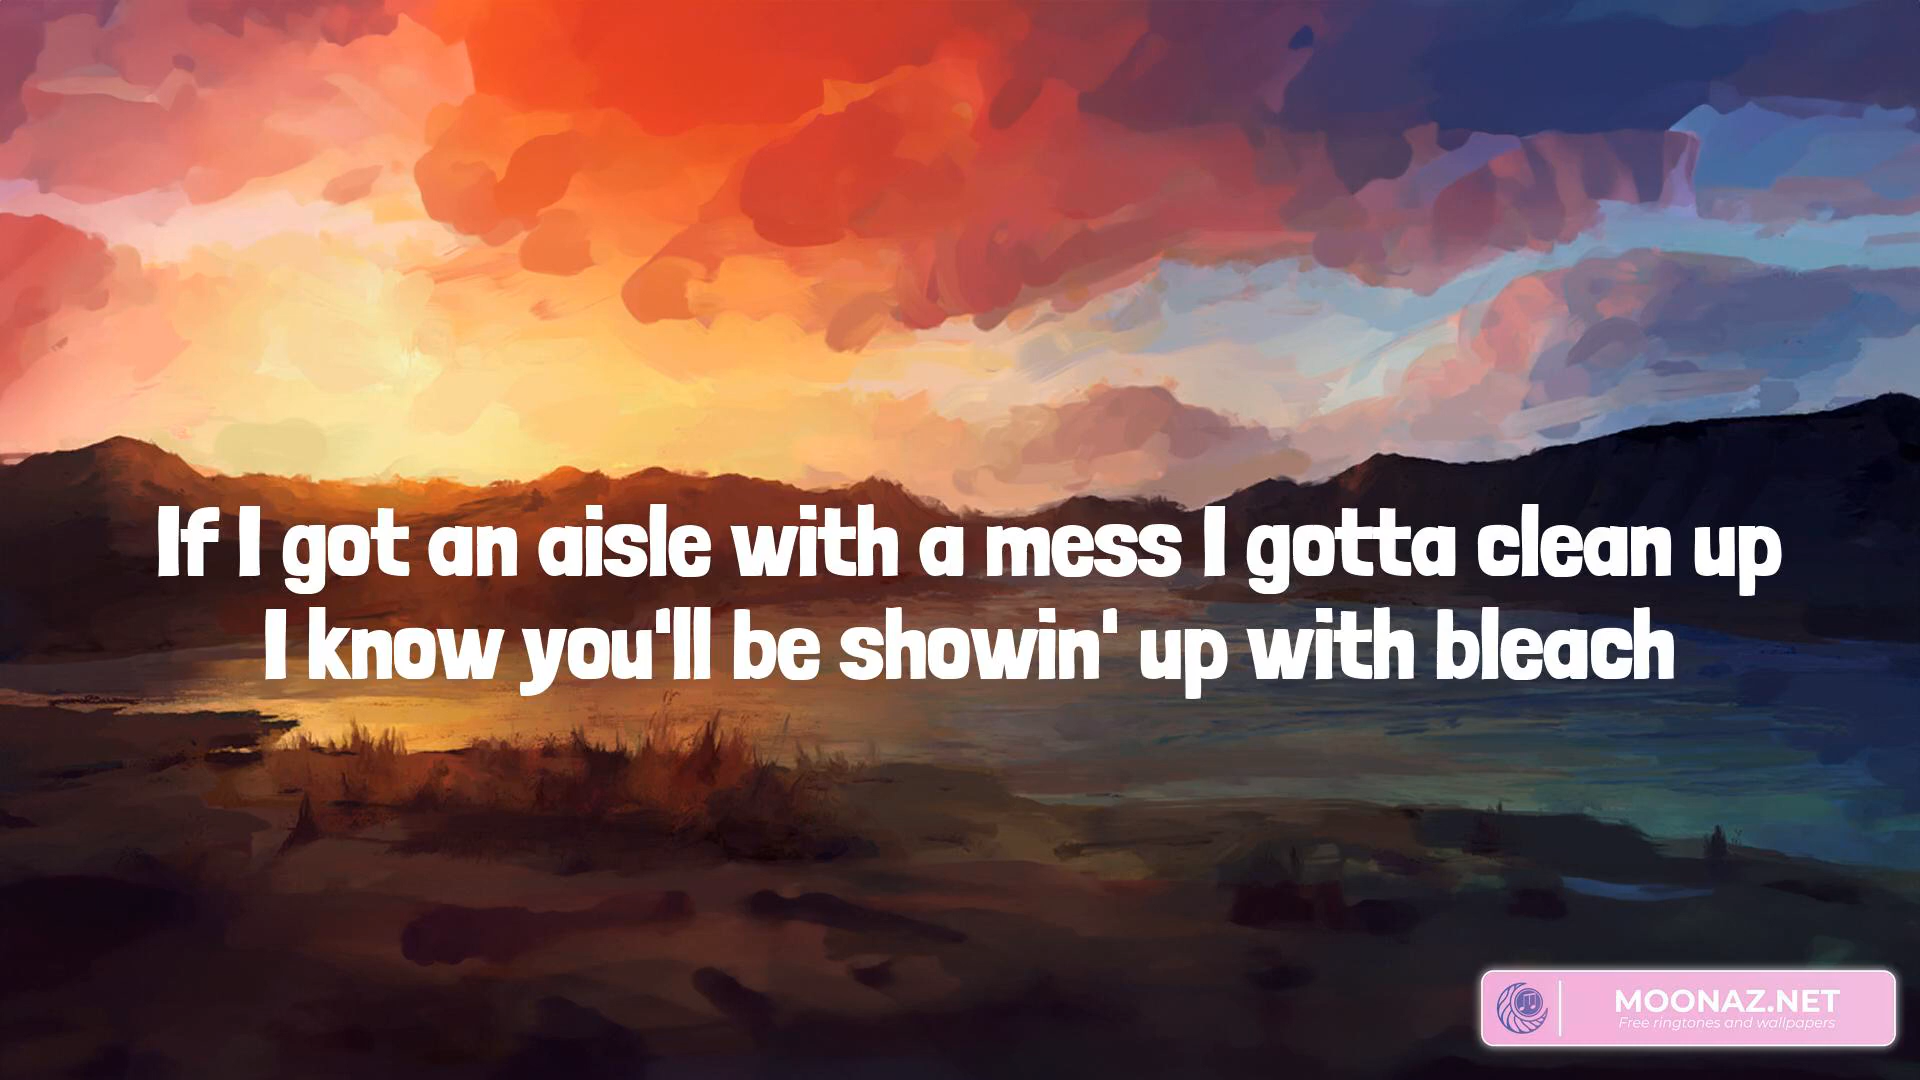 If I got an aisle with a mess I gotta clean up
I know you'll be showin' up with bleach
MOONAZ.NET
Free ringtones and wallpapers